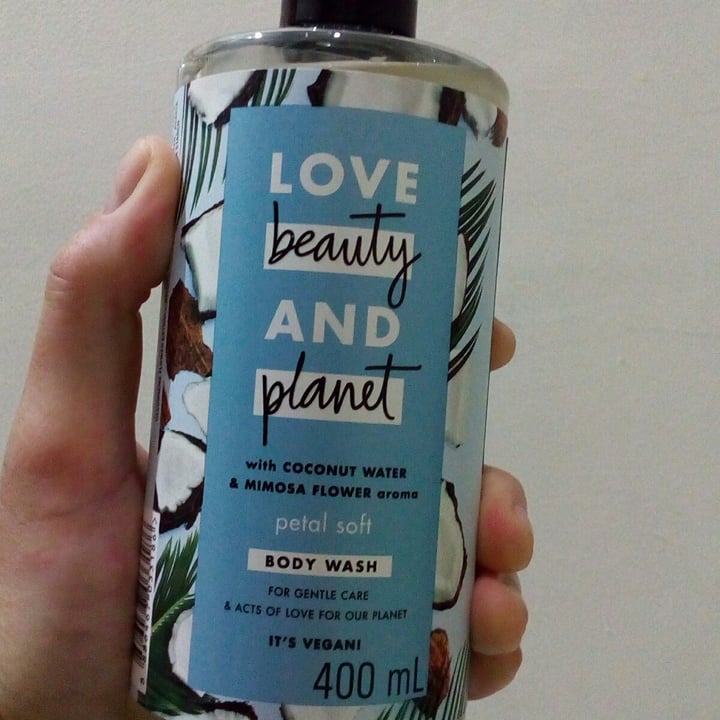 LOVE
beauty
AND
planet
with COCONUT WATER
& MIMOSA FLOWER aroma
petal soft
BODY WASH
FOR GENTLE CARE
& ACTS OF LOVE FOR OUR PLANET
IT'S VEGAN!
400 mL